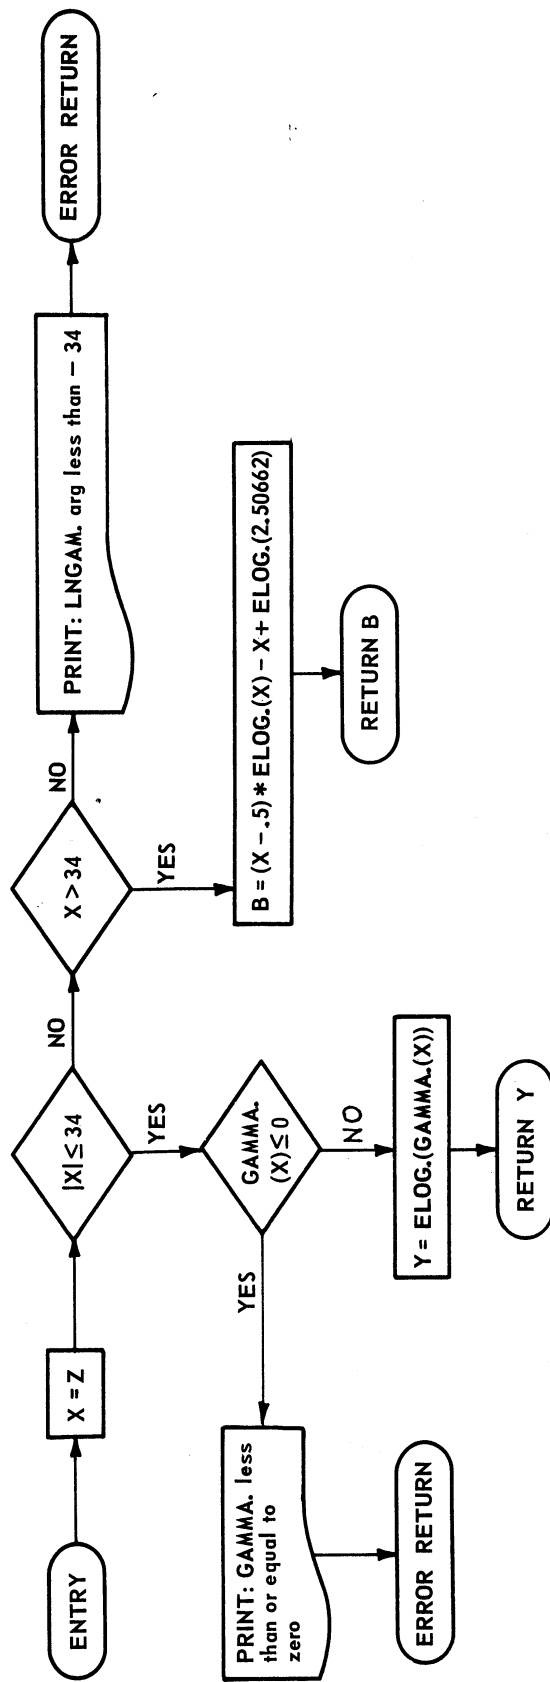 ENTRY
X = Z
|X| ≤ 34
NO
X > 34
NO
PRINT: LNGAM. arg less than − 34
ERROR RETURN
YES
YES
B = (X − .5) * ELOG.(X) − X + ELOG.(2.50662)
RETURN B
GAMMA.
(X) ≤ 0
YES
PRINT: GAMMA. less
than or equal to
zero
ERROR RETURN
NO
Y = ELOG.(GAMMA.(X))
RETURN Y